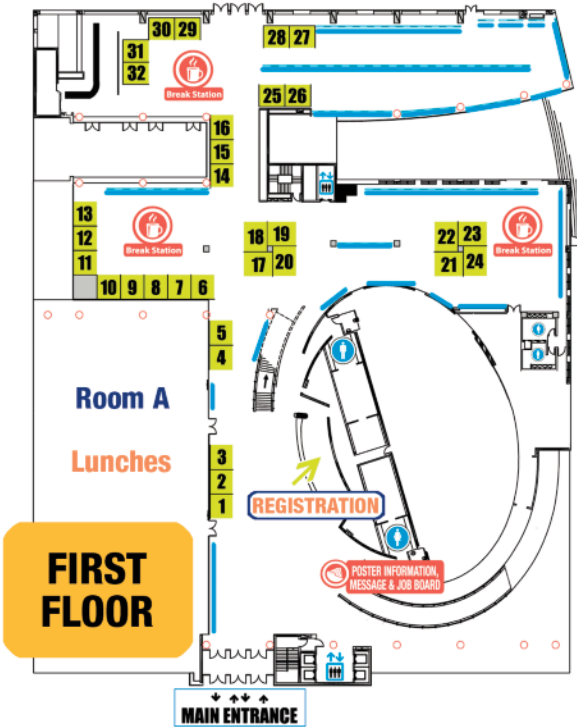 30 29
28 27
31
32
Break Station
25 26
16
15
14
13
12
11
Break Station
18 19
17 20
22 23
21 24
Break Station
10 9 8 7 6
5
4
Room A
Lunches
3
2
1
REGISTRATION
FIRST
FLOOR
POSTER INFORMATION,
MESSAGE & JOB BOARD
MAIN ENTRANCE